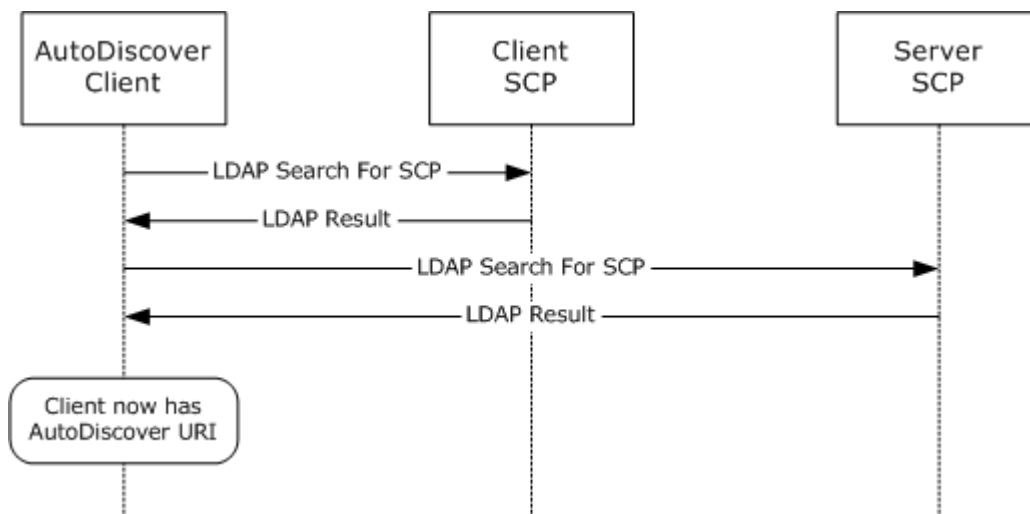 AutoDiscover
Client
Client
SCP
Server
SCP
LDAP Search For SCP
LDAP Result
LDAP Search For SCP
LDAP Result
Client now has
AutoDiscover URI